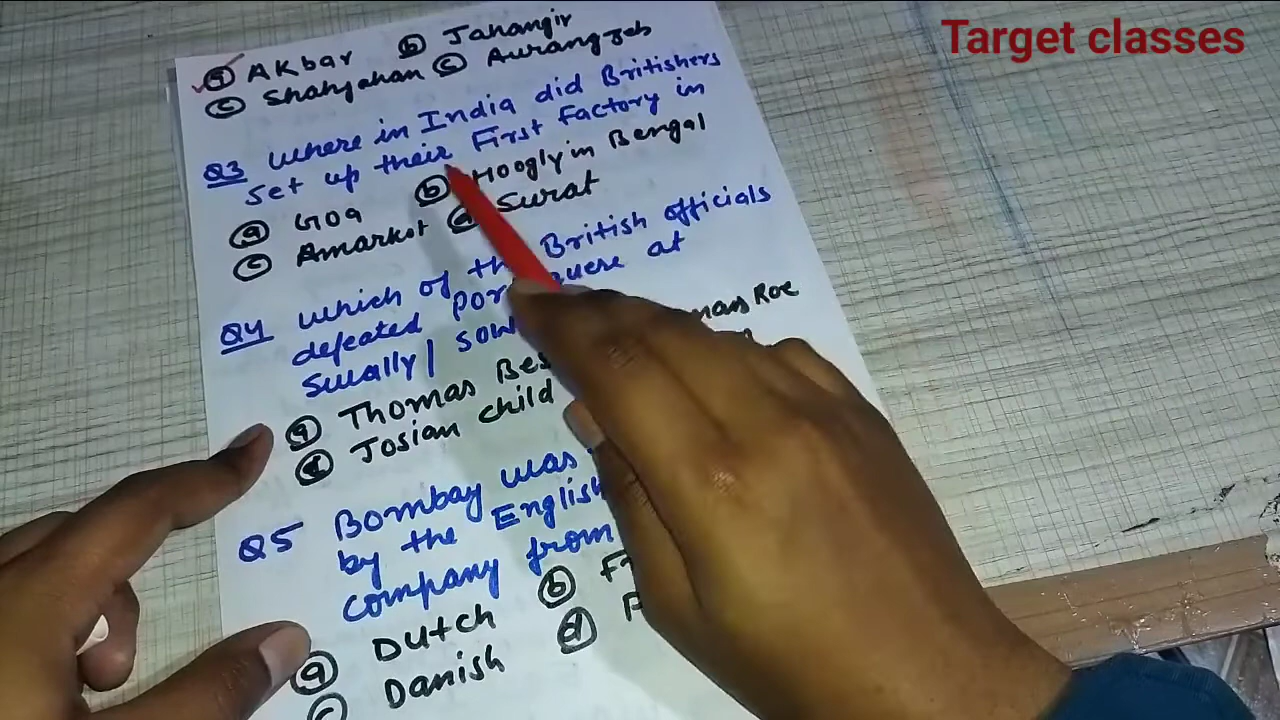 Target classes
ⓐ Akbar ⓑ Jahangir
ⓒ Shahjahan ⓒ Aurangzeb
Q3 Where in India did Britishers
set up their First Factory in
ⓐ Goa ⓑ Hoogly in Bengal
ⓒ Amarkot ⓓ Surat
Q4 which of the British officials
defeated at
Swally/
ⓐ Thomas Roe
ⓓ Josian child
Q5 Bombay was
by the English
company from
ⓐ Dutch ⓑ
ⓒ Danish ⓓ